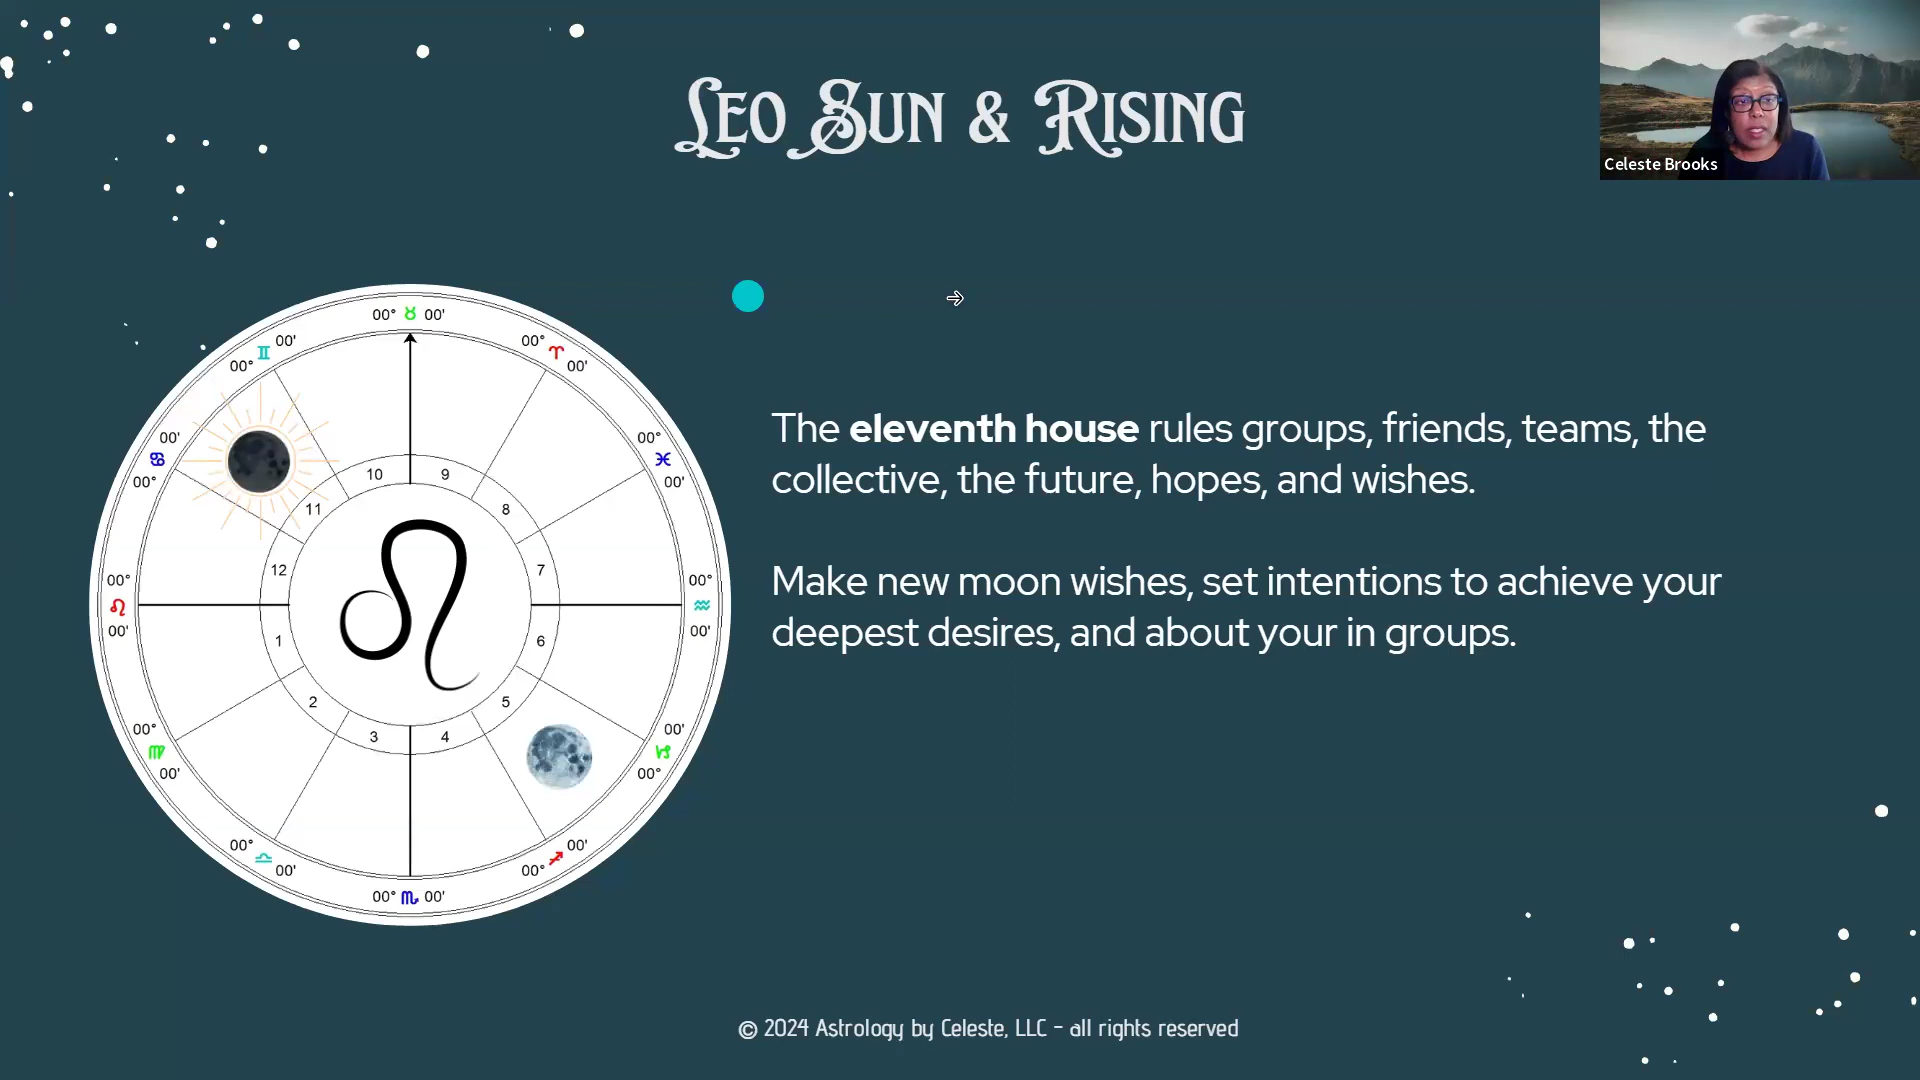 Leo Sun & Rising
Celeste Brooks
The eleventh house rules groups, friends, teams, the
collective, the future, hopes, and wishes.
Make new moon wishes, set intentions to achieve your
deepest desires, and about your in groups.
00° ♉ 00'
00° ♈ 00'
00° ♓ 00'
00° ♒ 00'
00° ♑ 00'
00° ♐ 00'
00° ♏ 00'
00° ♎ 00'
00° ♍ 00'
00° ♌ 00'
00° ♋ 00'
00° ♊ 00'
10 9
11 8
12 7
1 6
2 5
3 4
♌
© 2024 Astrology by Celeste, LLC - all rights reserved